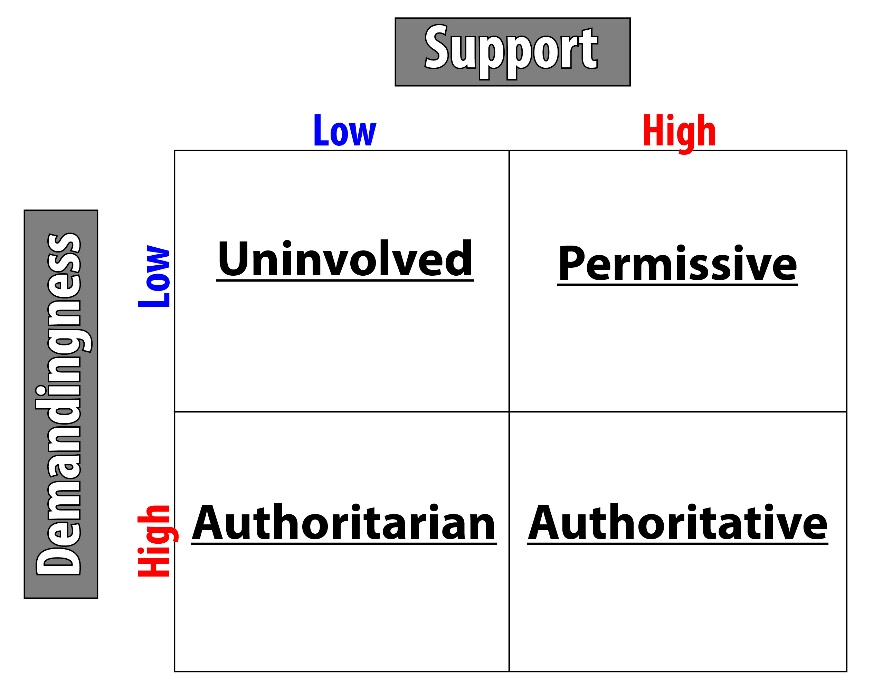 Support
Low High
Demandingness
Low
Uninvolved Permissive
High
Authoritarian Authoritative